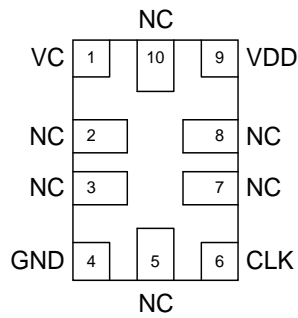 NC
VC 1 10 9 VDD
NC 2 8 NC
NC 3 7 NC
GND 4 5 6 CLK
NC